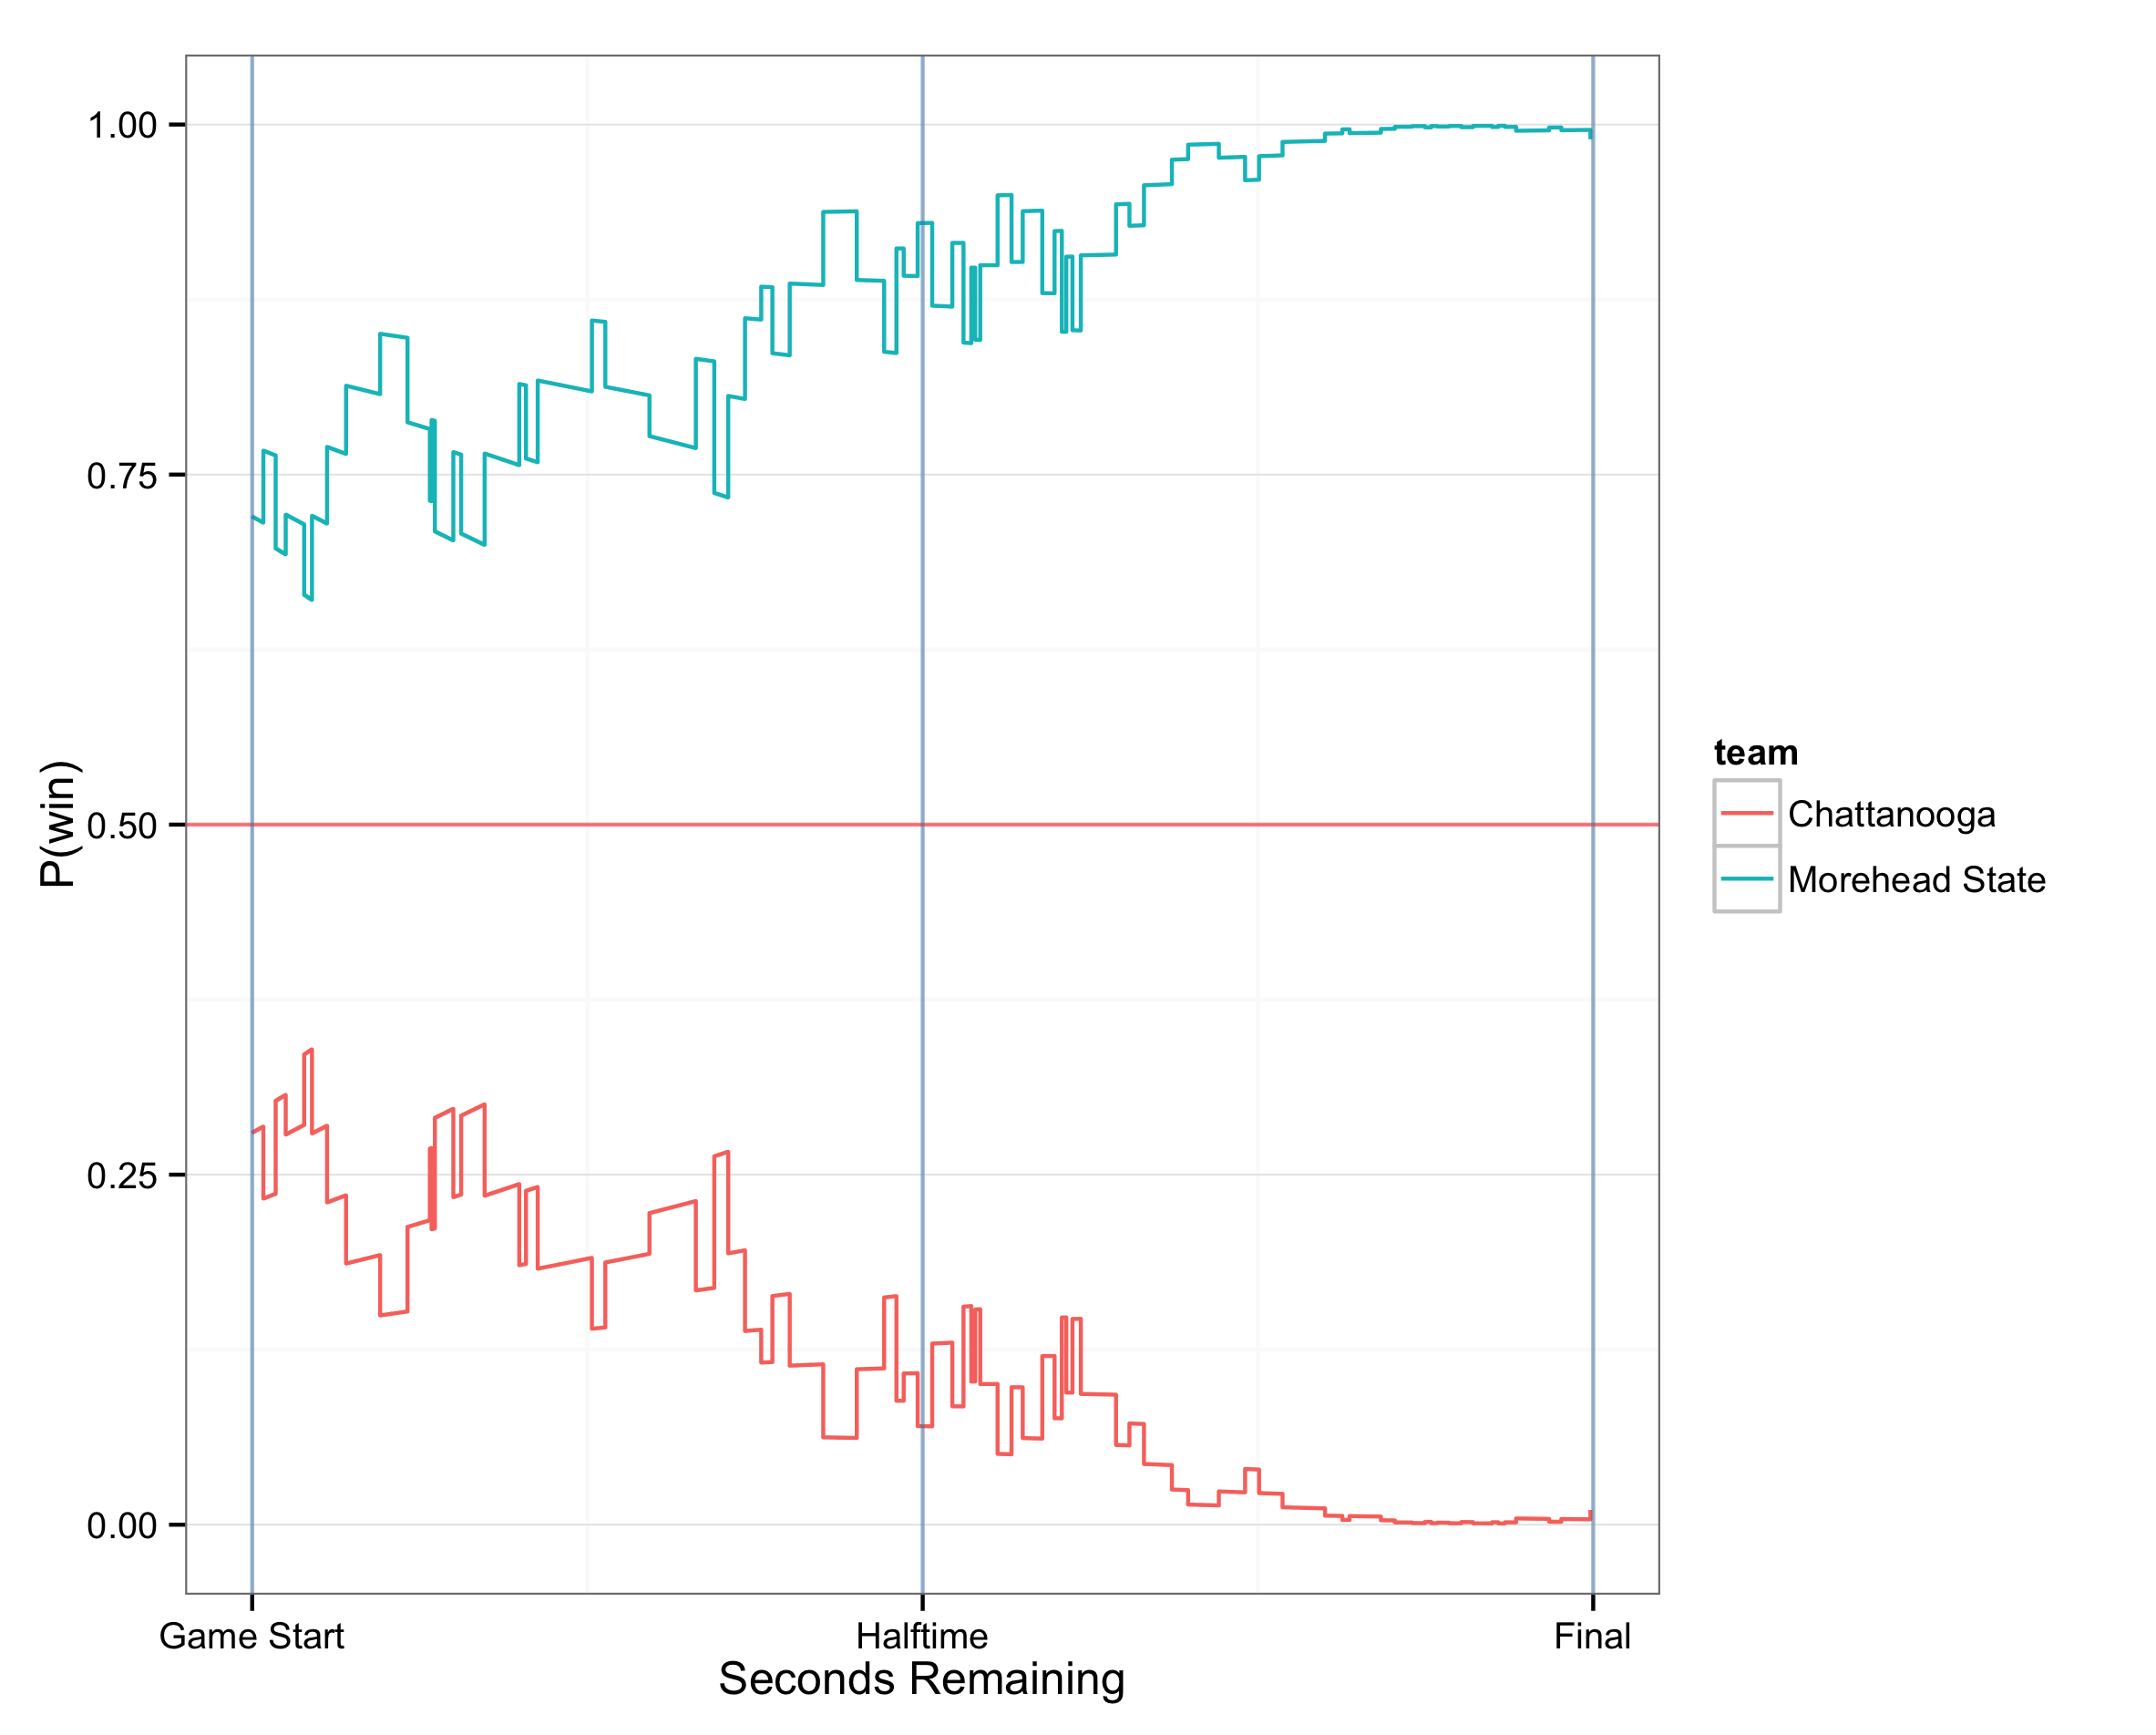 1.00
0.75
0.50
0.25
0.00
P(win)
Game Start
Halftime
Final
Seconds Remaining
team
Chattanooga
Morehead State